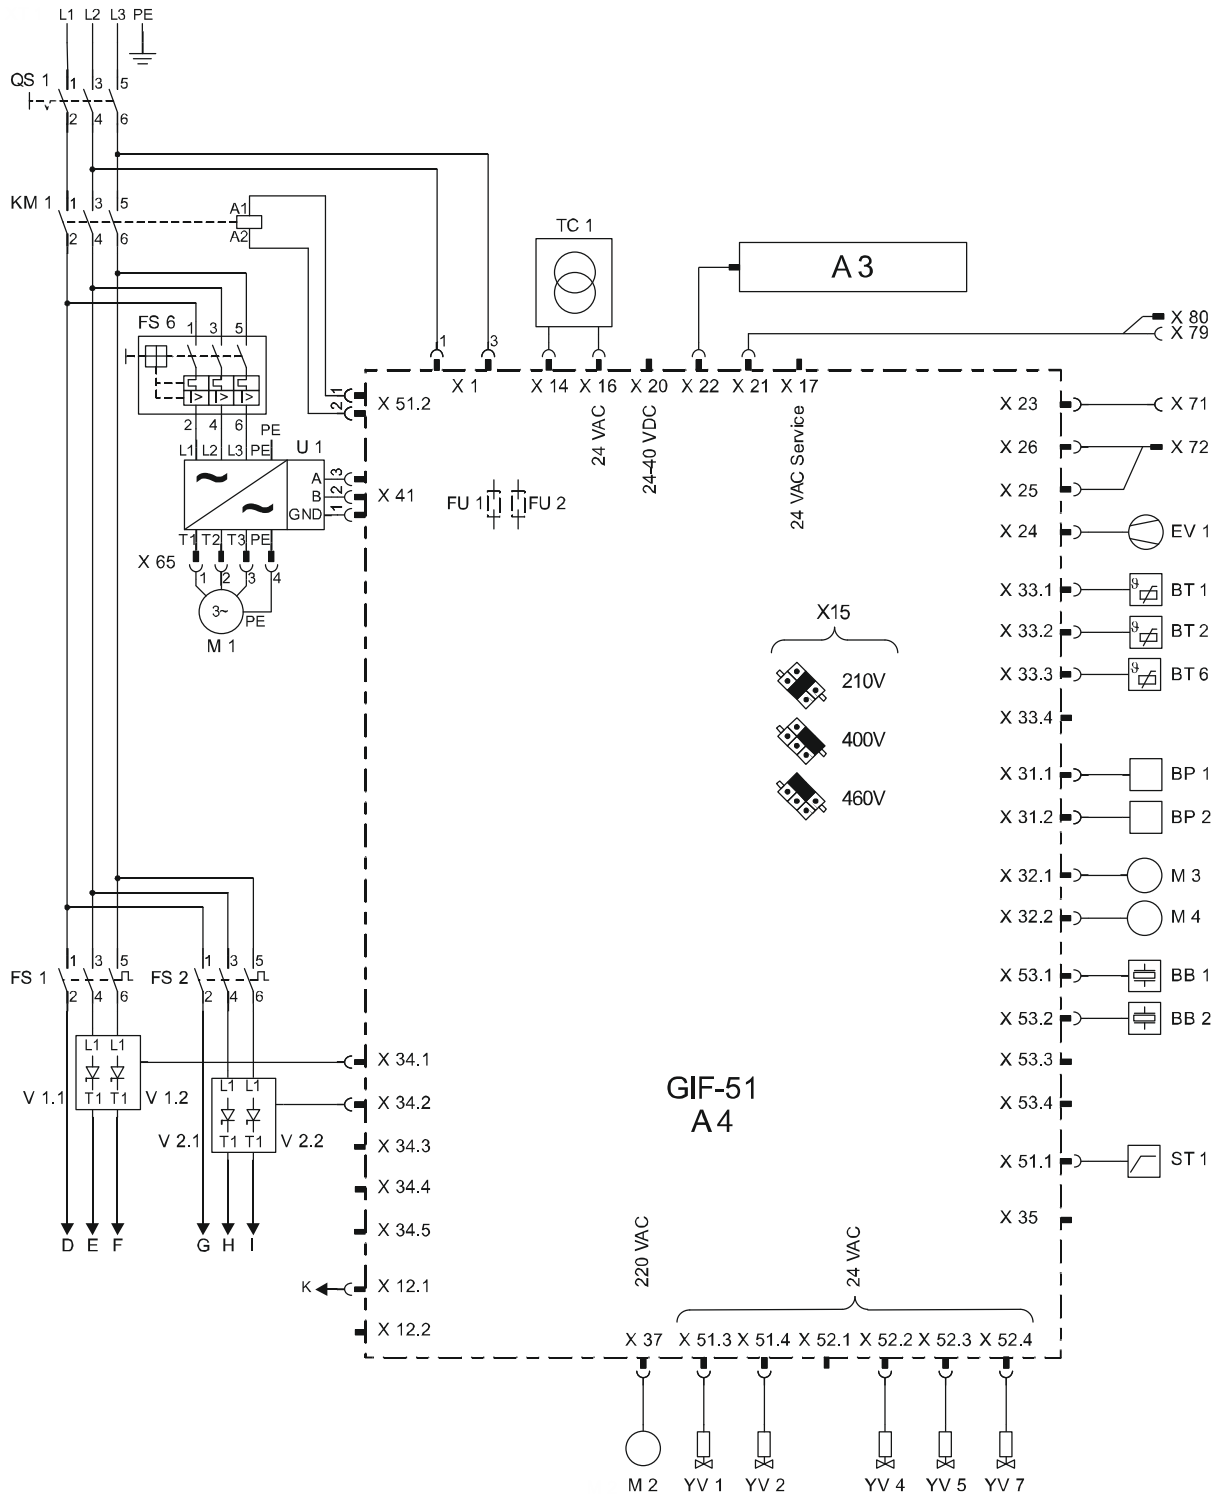 L1 L2 L3 PE
QS 1 1 3 5
2 4 6
KM 1 1 3 5 A1
2 4 6 A2
TC 1
A 3
FS 6 1 3 5
2 4 6
PE
L1 L2 L3 PE U 1
A 3
B 2
GND 1
T1 T2 T3 PE
X 65 1 2 3 4
3~ PE
M 1
1 3
X 1 X 14 X 16 X 20 X 22 X 21 X 17
24 VAC 24-40 VDC 24 VAC Service
1
2
X 51.2
X 41
FU 1 FU 2
X 80
X 79
X 23 X 71
X 26 X 72
X 25
X 24 EV 1
X 33.1 ϑ BT 1
X 33.2 ϑ BT 2
X 33.3 ϑ BT 6
X 33.4
X15
210V
400V
460V
X 31.1 BP 1
X 31.2 BP 2
X 32.1 M 3
X 32.2 M 4
X 53.1 BB 1
X 53.2 BB 2
X 53.3
X 53.4
X 51.1 ST 1
X 35
FS 1 1 3 5 FS 2 1 3 5
2 4 6 2 4 6
L1 L1
V 1.1 T1 T1 V 1.2
L1 L1
V 2.1 T1 T1 V 2.2
D E F G H I
X 34.1
X 34.2
X 34.3
X 34.4
X 34.5
K X 12.1
X 12.2
GIF-51
A 4
220 VAC 24 VAC
X 37 X 51.3 X 51.4 X 52.1 X 52.2 X 52.3 X 52.4
M 2 YV 1 YV 2 YV 4 YV 5 YV 7